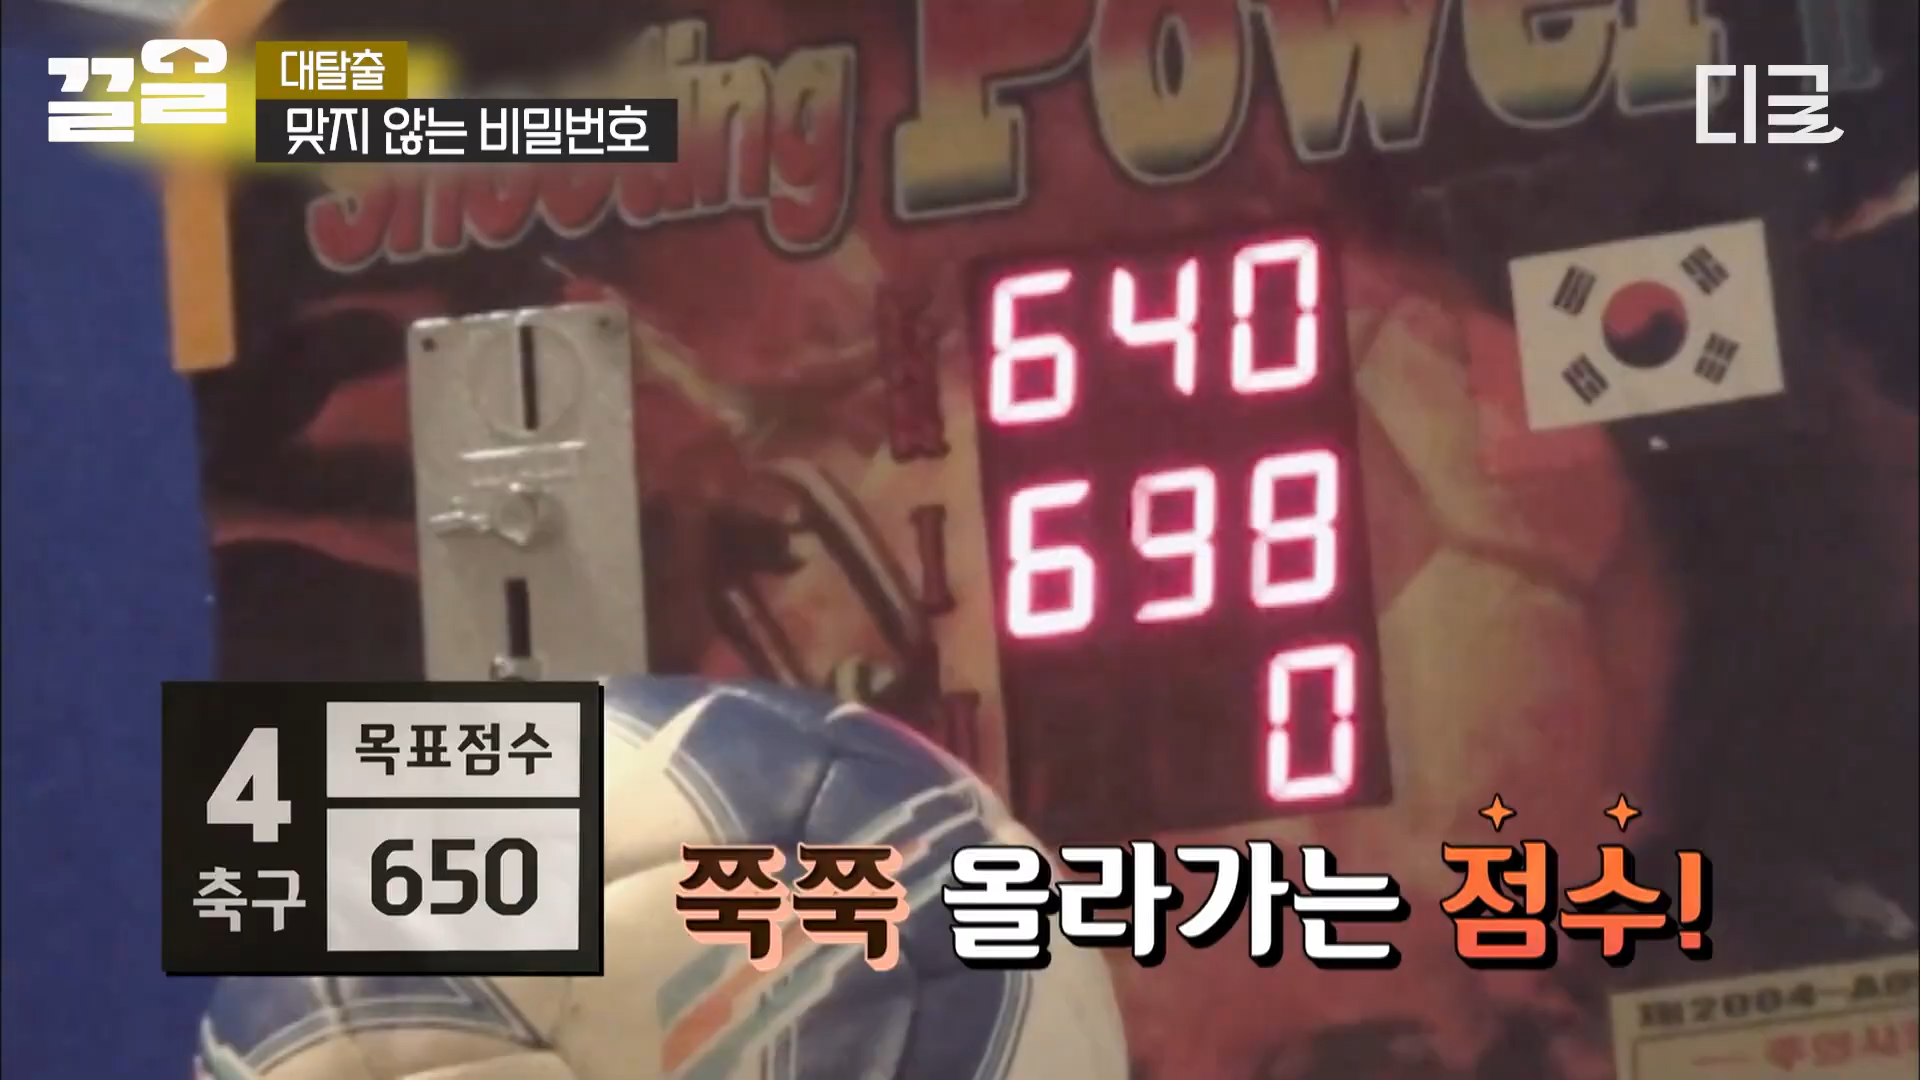 끌올
대탈출
맞지 않는 비밀번호
디글
Shooting Power
640
698
0
4
축구
목표점수
650
쭉쭉 올라가는 점수!